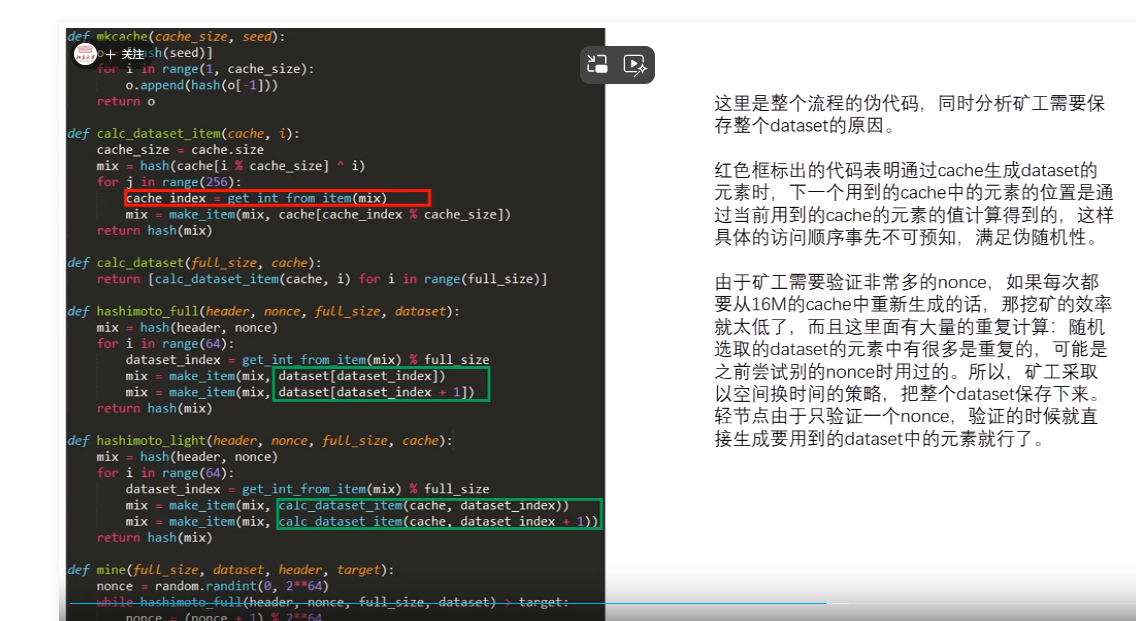 def mkcache(cache_size, seed):
o = [hash(seed)]
+ 关注
for i in range(1, cache_size):
o.append(hash(o[-1]))
return o
def calc_dataset_item(cache, i):
cache_size = cache.size
mix = hash(cache[i % cache_size] ^ i)
for j in range(256):
cache_index = get_int_from_item(mix)
mix = make_item(mix, cache[cache_index % cache_size])
return hash(mix)
def calc_dataset(full_size, cache):
return [calc_dataset_item(cache, i) for i in range(full_size)]
def hashimoto_full(header, nonce, full_size, dataset):
mix = hash(header, nonce)
for i in range(64):
dataset_index = get_int_from_item(mix) % full_size
mix = make_item(mix, dataset[dataset_index])
mix = make_item(mix, dataset[dataset_index + 1])
return hash(mix)
def hashimoto_light(header, nonce, full_size, cache):
mix = hash(header, nonce)
for i in range(64):
dataset_index = get_int_from_item(mix) % full_size
mix = make_item(mix, calc_dataset_item(cache, dataset_index))
mix = make_item(mix, calc_dataset_item(cache, dataset_index + 1))
return hash(mix)
def mine(full_size, dataset, header, target):
nonce = random.randint(0, 2**64)
while hashimoto_full(header, nonce, full_size, dataset) > target:
nonce = (nonce + 1) % 2**64
这里是整个流程的伪代码，同时分析矿工需要保
存整个dataset的原因。
红色框标出的代码表明通过cache生成dataset的
元素时，下一个用到的cache中的元素的位置是通
过当前用到的cache的元素的值计算得到的，这样
具体的访问顺序事先不可预知，满足伪随机性。
由于矿工需要验证非常多的nonce，如果每次都
要从16M的cache中重新生成的话，那挖矿的效率
就太低了，而且这里面有大量的重复计算：随机
选取的dataset的元素中有很多是重复的，可能是
之前尝试别的nonce时用过的。所以，矿工采取
以空间换时间的策略，把整个dataset保存下来。
轻节点由于只验证一个nonce，验证的时候就直
接生成要用到的dataset中的元素就行了。